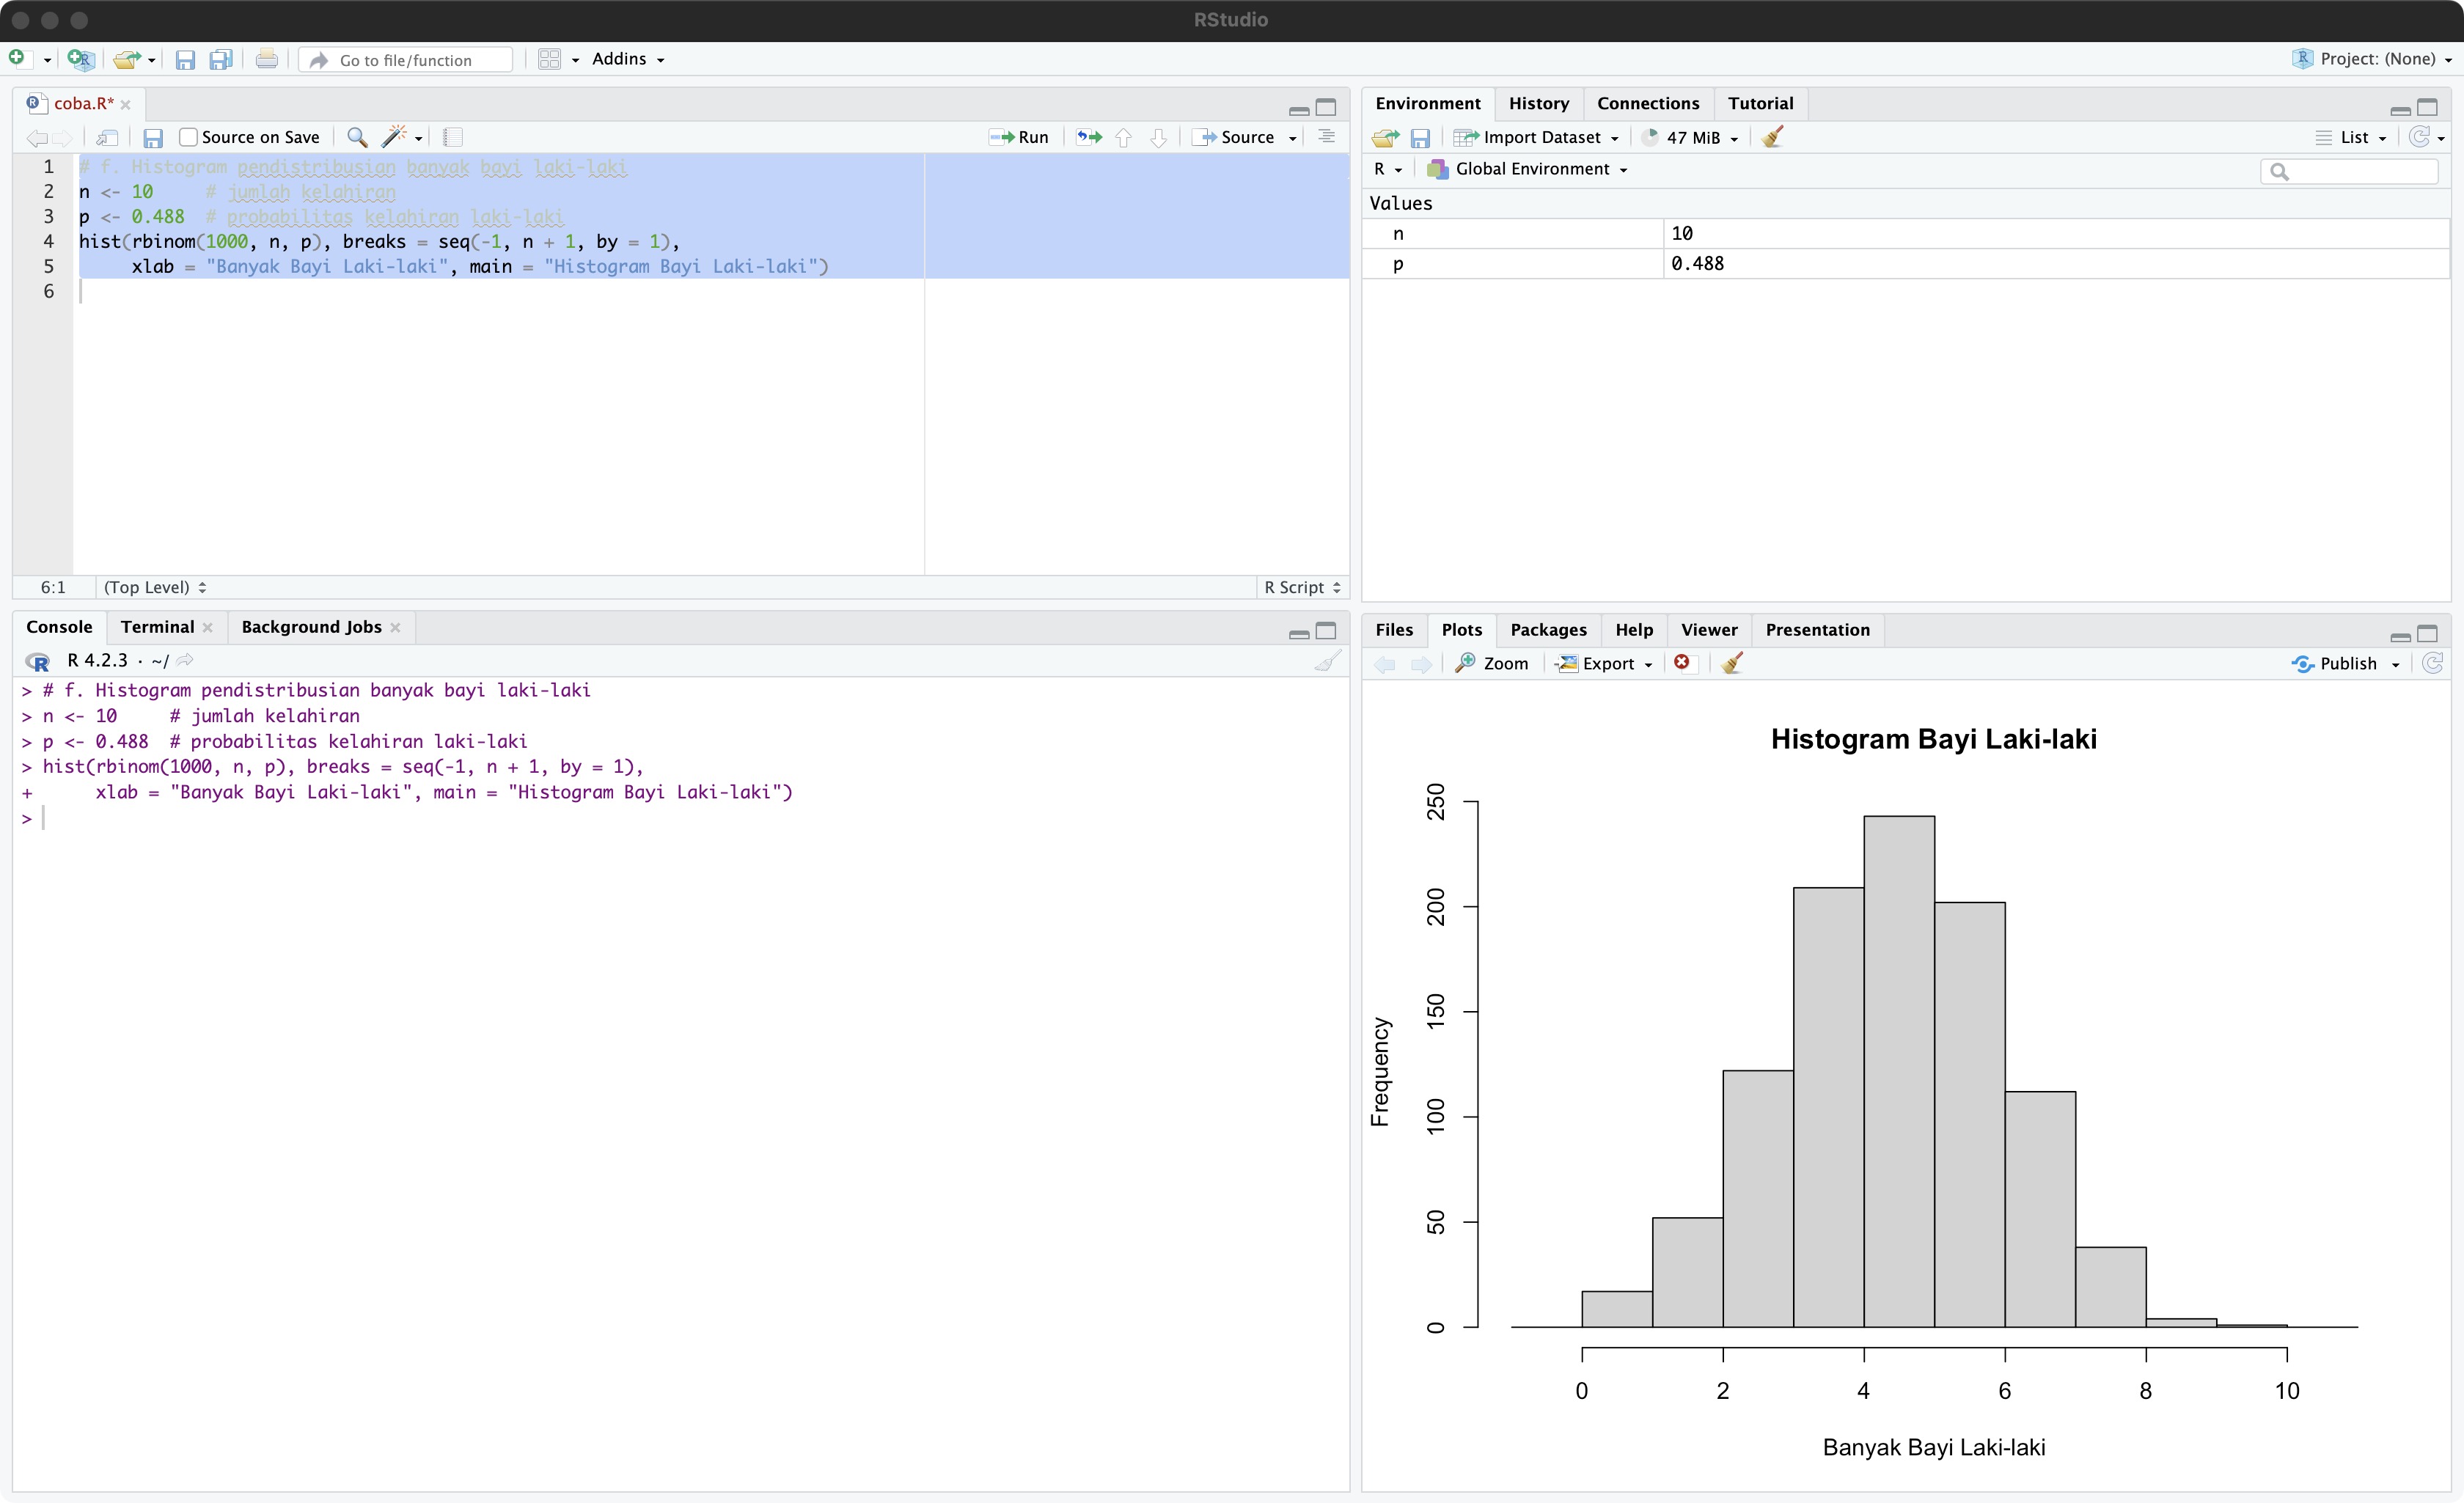 RStudio
Go to file/function
Addins
Project: (None)
coba.R*
Source on Save
Run
Source
1 # f. Histogram pendistribusian banyak bayi laki-laki
2 n <- 10     # jumlah kelahiran
3 p <- 0.488  # probabilitas kelahiran laki-laki
4 hist(rbinom(1000, n, p), breaks = seq(-1, n + 1, by = 1),
5      xlab = "Banyak Bayi Laki-laki", main = "Histogram Bayi Laki-laki")
6
6:1 (Top Level) R Script
Console Terminal Background Jobs
R 4.2.3 · ~/
> # f. Histogram pendistribusian banyak bayi laki-laki
> n <- 10     # jumlah kelahiran
> p <- 0.488  # probabilitas kelahiran laki-laki
> hist(rbinom(1000, n, p), breaks = seq(-1, n + 1, by = 1),
+      xlab = "Banyak Bayi Laki-laki", main = "Histogram Bayi Laki-laki")
>
Environment History Connections Tutorial
Import Dataset 47 MiB List
R Global Environment
Values
n 10
p 0.488
Files Plots Packages Help Viewer Presentation
Zoom Export Publish
Histogram Bayi Laki-laki
Frequency
250
200
150
100
50
0
0 2 4 6 8 10
Banyak Bayi Laki-laki